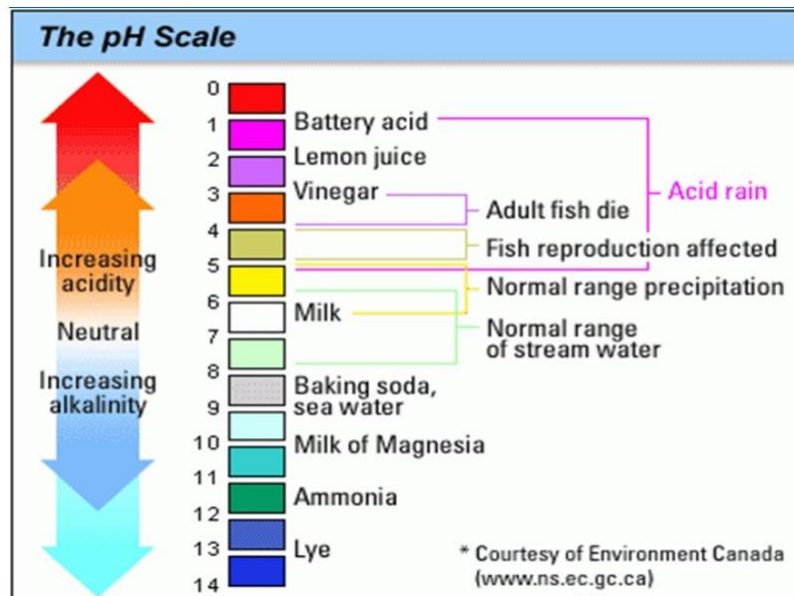 The pH Scale
0
1
2
3
4
5
6
7
8
9
10
11
12
13
14
Increasing
acidity
Neutral
Increasing
alkalinity
Battery acid
Lemon juice
Vinegar
Milk
Baking soda,
sea water
Milk of Magnesia
Ammonia
Lye
Acid rain
Adult fish die
Fish reproduction affected
Normal range precipitation
Normal range
of stream water
* Courtesy of Environment Canada
(www.ns.ec.gc.ca)